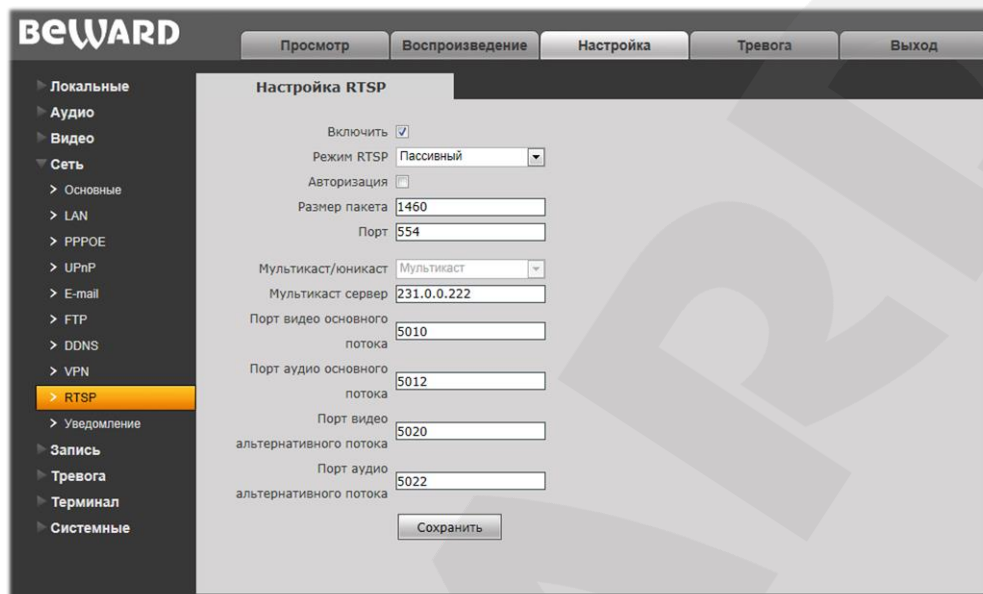 BEWARD
Просмотр
Воспроизведение
Настройка
Тревога
Выход
Локальные
Аудио
Видео
Сеть
Основные
LAN
PPPOE
UPnP
E-mail
FTP
DDNS
VPN
RTSP
Уведомление
Запись
Тревога
Терминал
Системные
Настройка RTSP
Включить
Режим RTSP Пассивный
Авторизация
Размер пакета 1460
Порт 554
Мультикаст/юникаст Мультикаст
Мультикаст сервер 231.0.0.222
Порт видео основного
потока 5010
Порт аудио основного
потока 5012
Порт видео
альтернативного потока 5020
Порт аудио
альтернативного потока 5022
Сохранить